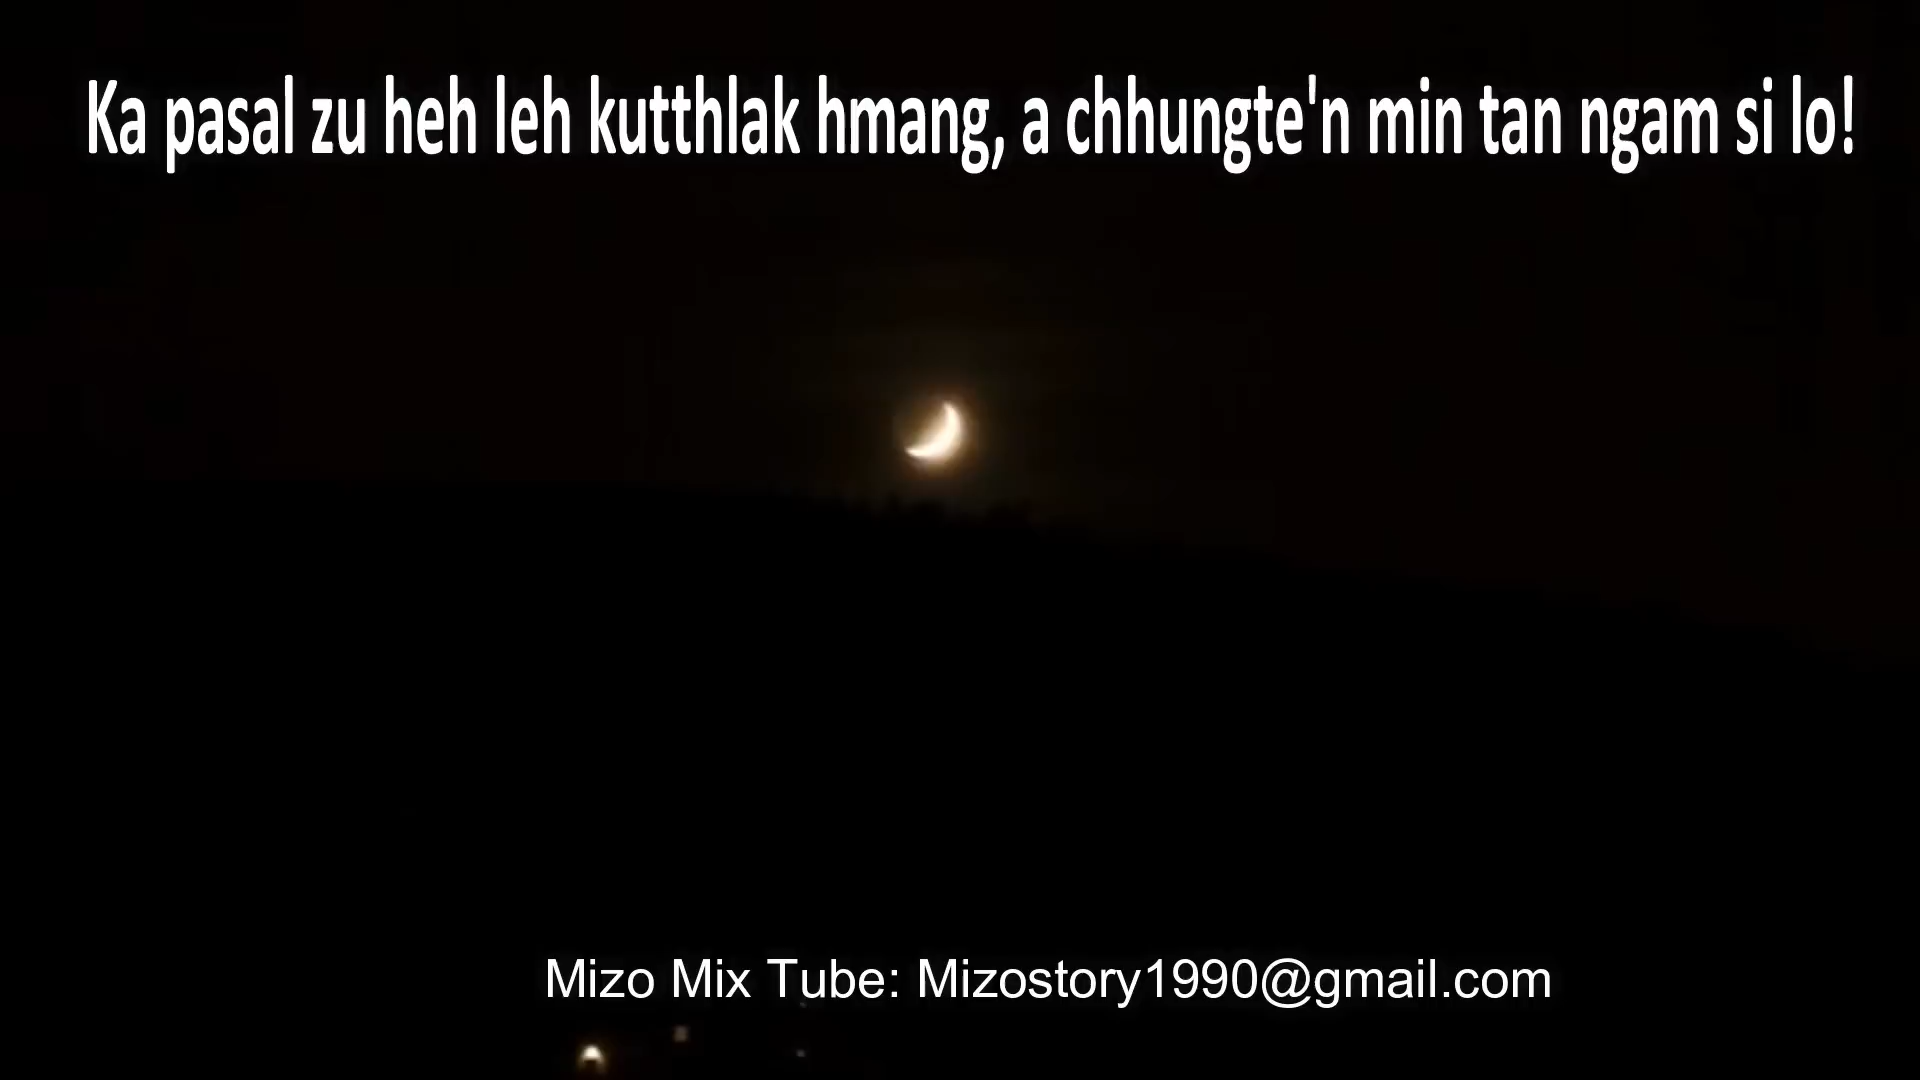 Ka pasal zu heh leh kutthlak hmang, a chhungte'n min tan ngam si lo!
Mizo Mix Tube: Mizostory1990@gmail.com